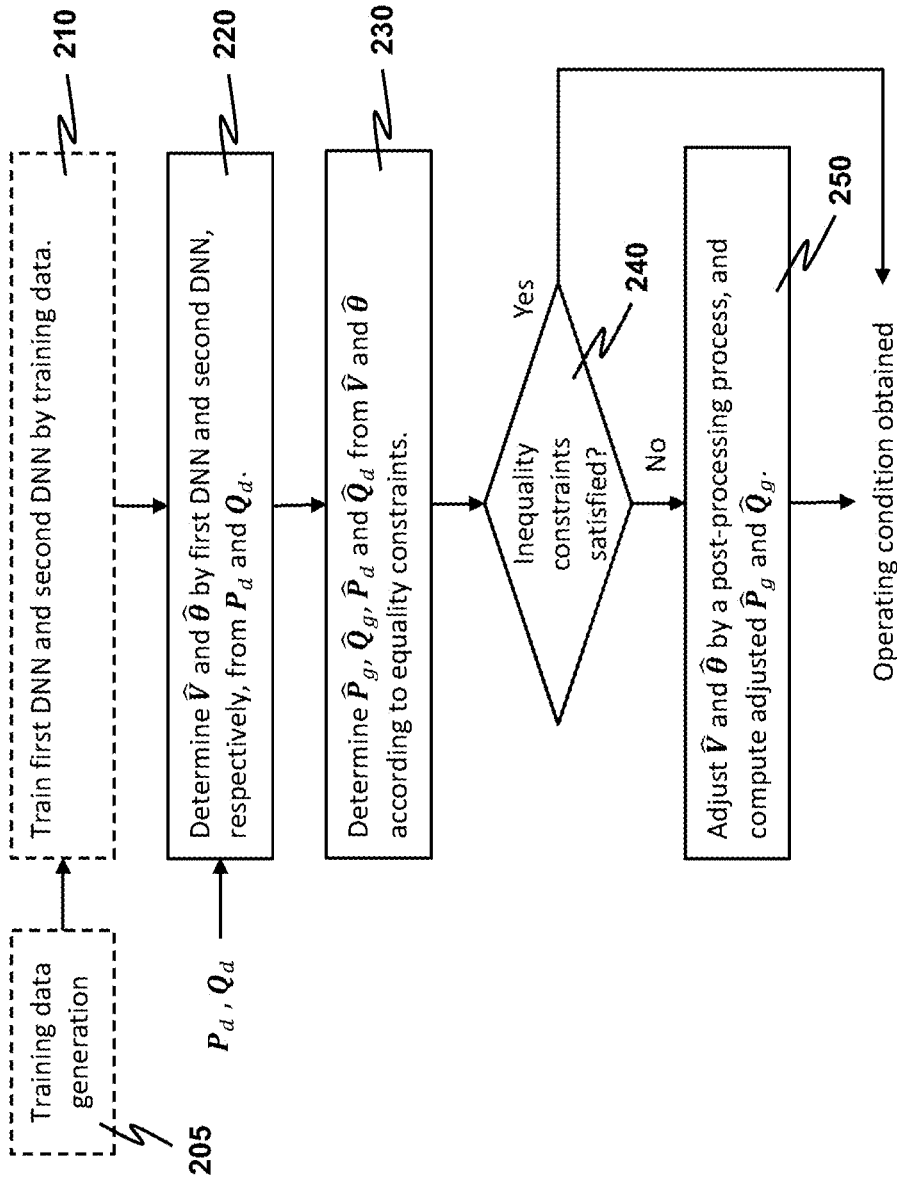 Training data
generation
205
Train first DNN and second DNN by training data.
210
P_d , Q_d
Determine V̂ and θ̂ by first DNN and second DNN,
respectively, from P_d and Q_d.
220
Determine P̂_g, Q̂_g, P̂_d and Q̂_d from V̂ and θ̂
according to equality constraints.
230
Inequality
constraints
satisfied?
240
Yes
No
Adjust V̂ and θ̂ by a post-processing process, and
compute adjusted P̂_g and Q̂_g.
250
Operating condition obtained